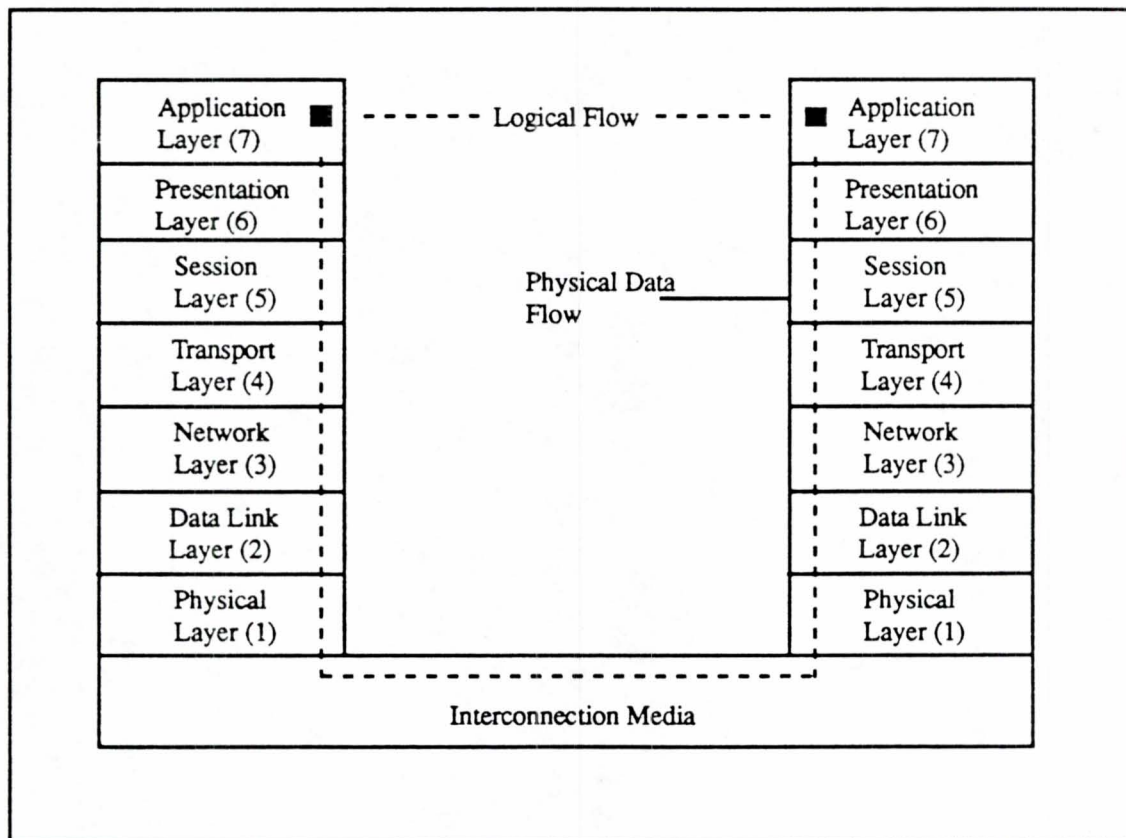 Application
Layer (7)
Presentation
Layer (6)
Session
Layer (5)
Transport
Layer (4)
Network
Layer (3)
Data Link
Layer (2)
Physical
Layer (1)
Logical Flow
Physical Data
Flow
Application
Layer (7)
Presentation
Layer (6)
Session
Layer (5)
Transport
Layer (4)
Network
Layer (3)
Data Link
Layer (2)
Physical
Layer (1)
Interconnection Media